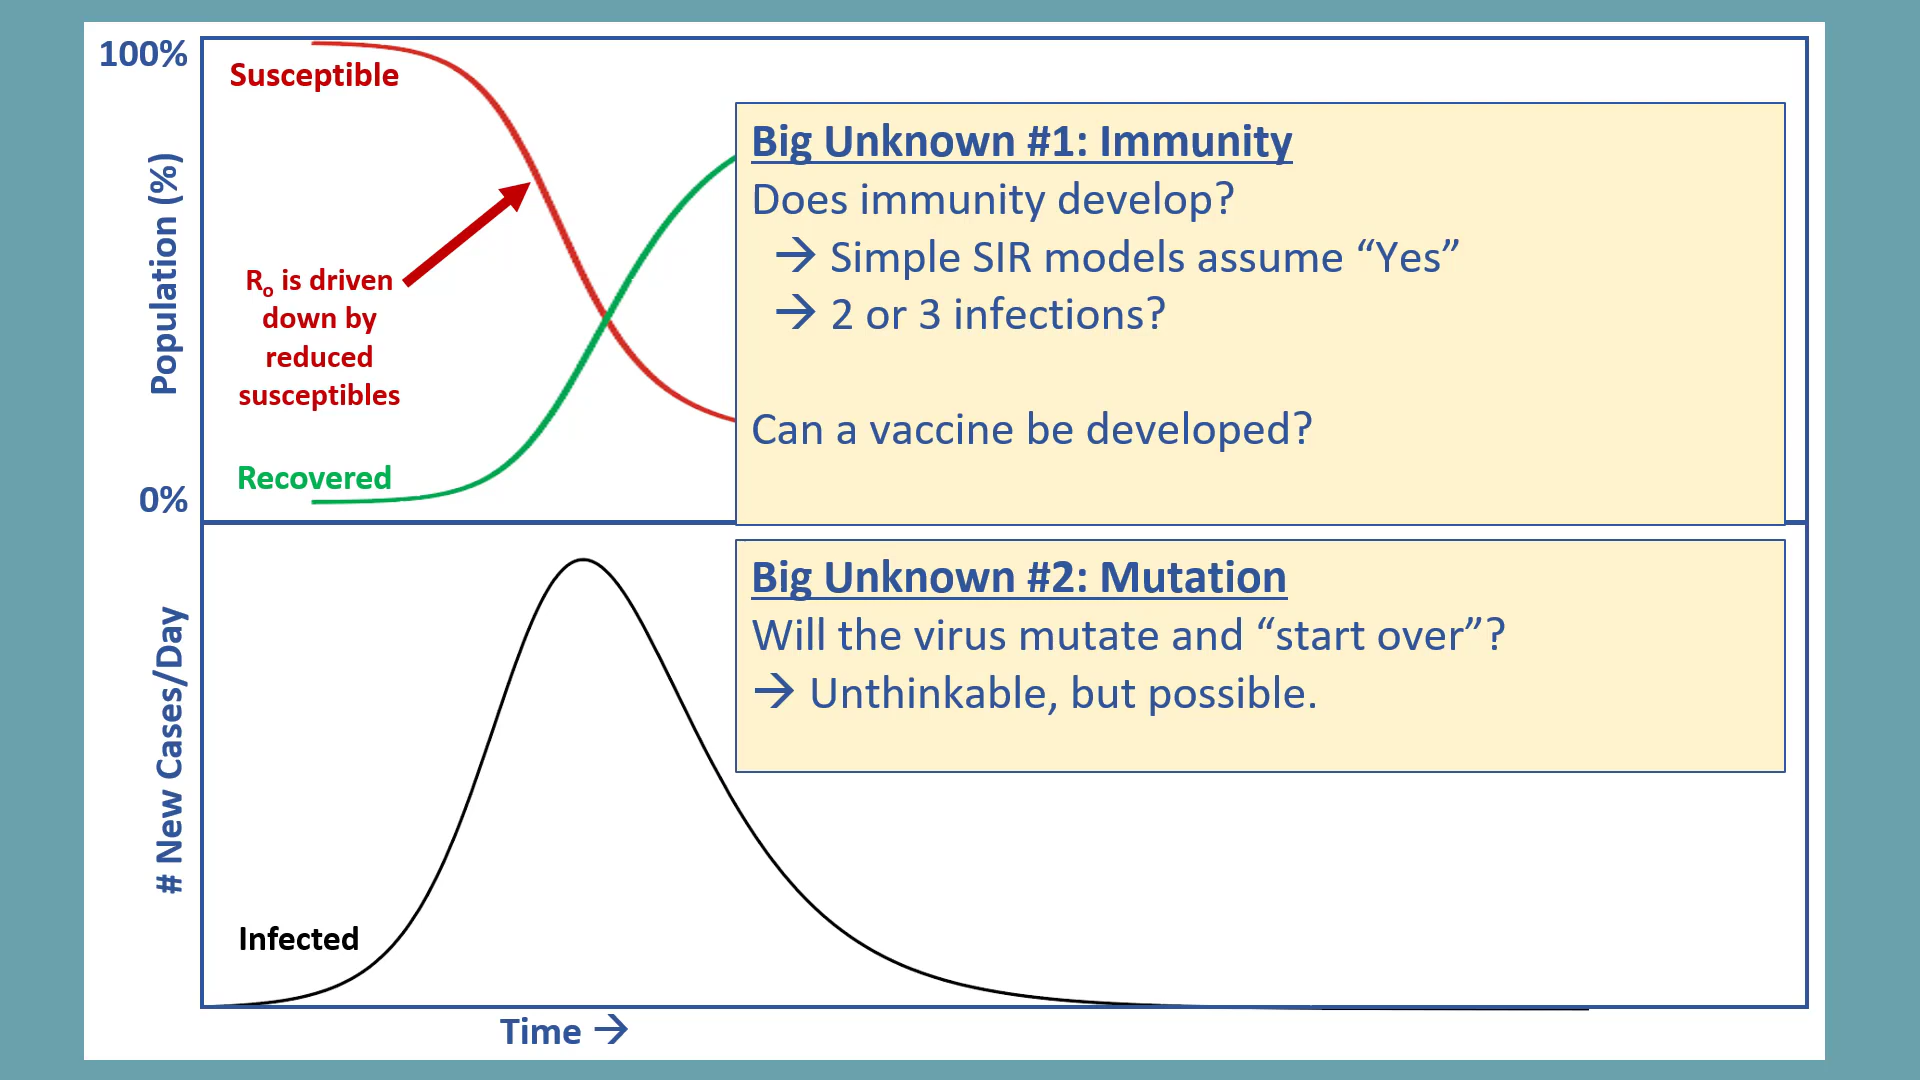 100%
Susceptible
Population (%)
Rₒ is driven
down by
reduced
susceptibles
Recovered
0%
Big Unknown #1: Immunity
Does immunity develop?
→ Simple SIR models assume “Yes”
→ 2 or 3 infections?
Can a vaccine be developed?
Big Unknown #2: Mutation
Will the virus mutate and “start over”?
→ Unthinkable, but possible.
# New Cases/Day
Infected
Time →